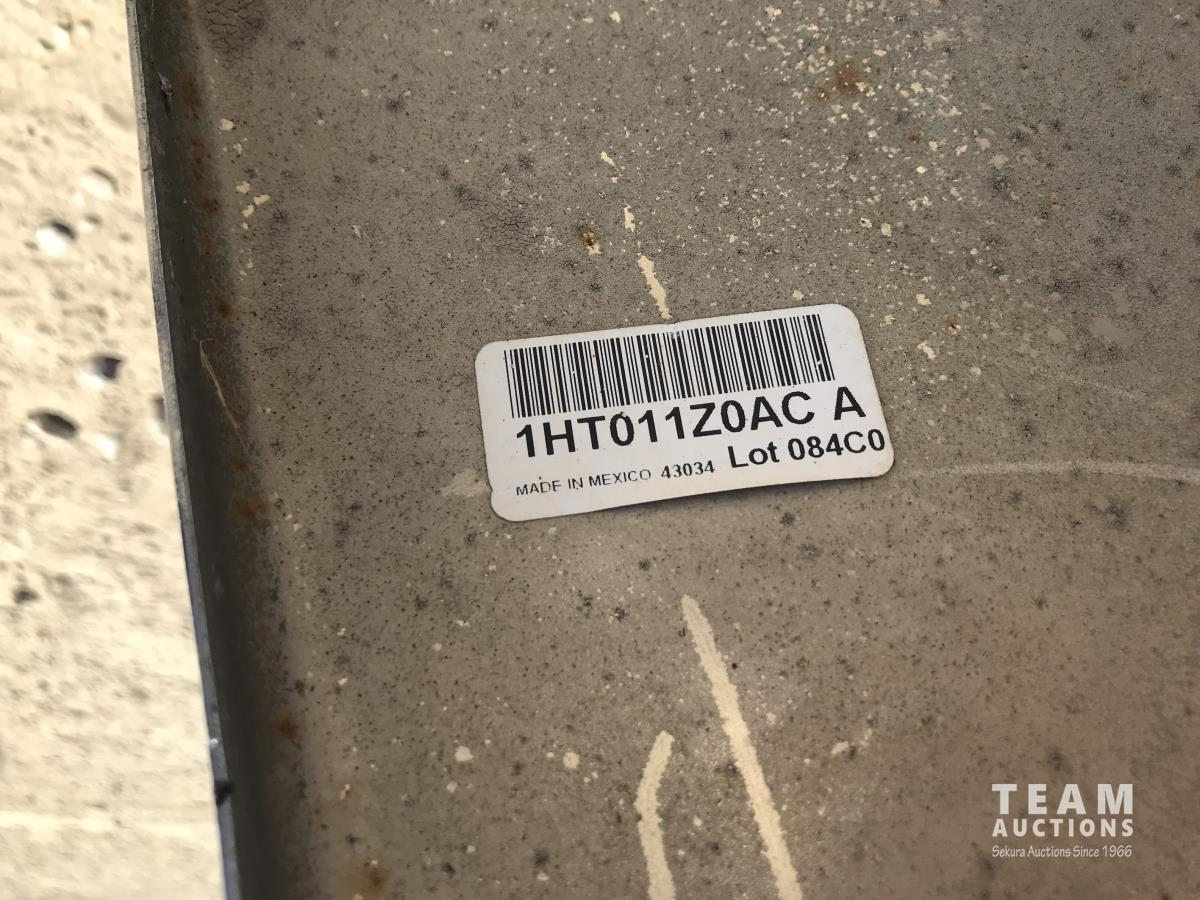 1HT011Z0AC A
Lot 084C0
MADE IN MEXICO 43034
TEAM
AUCTIONS
Sekura Auctions Since 1966